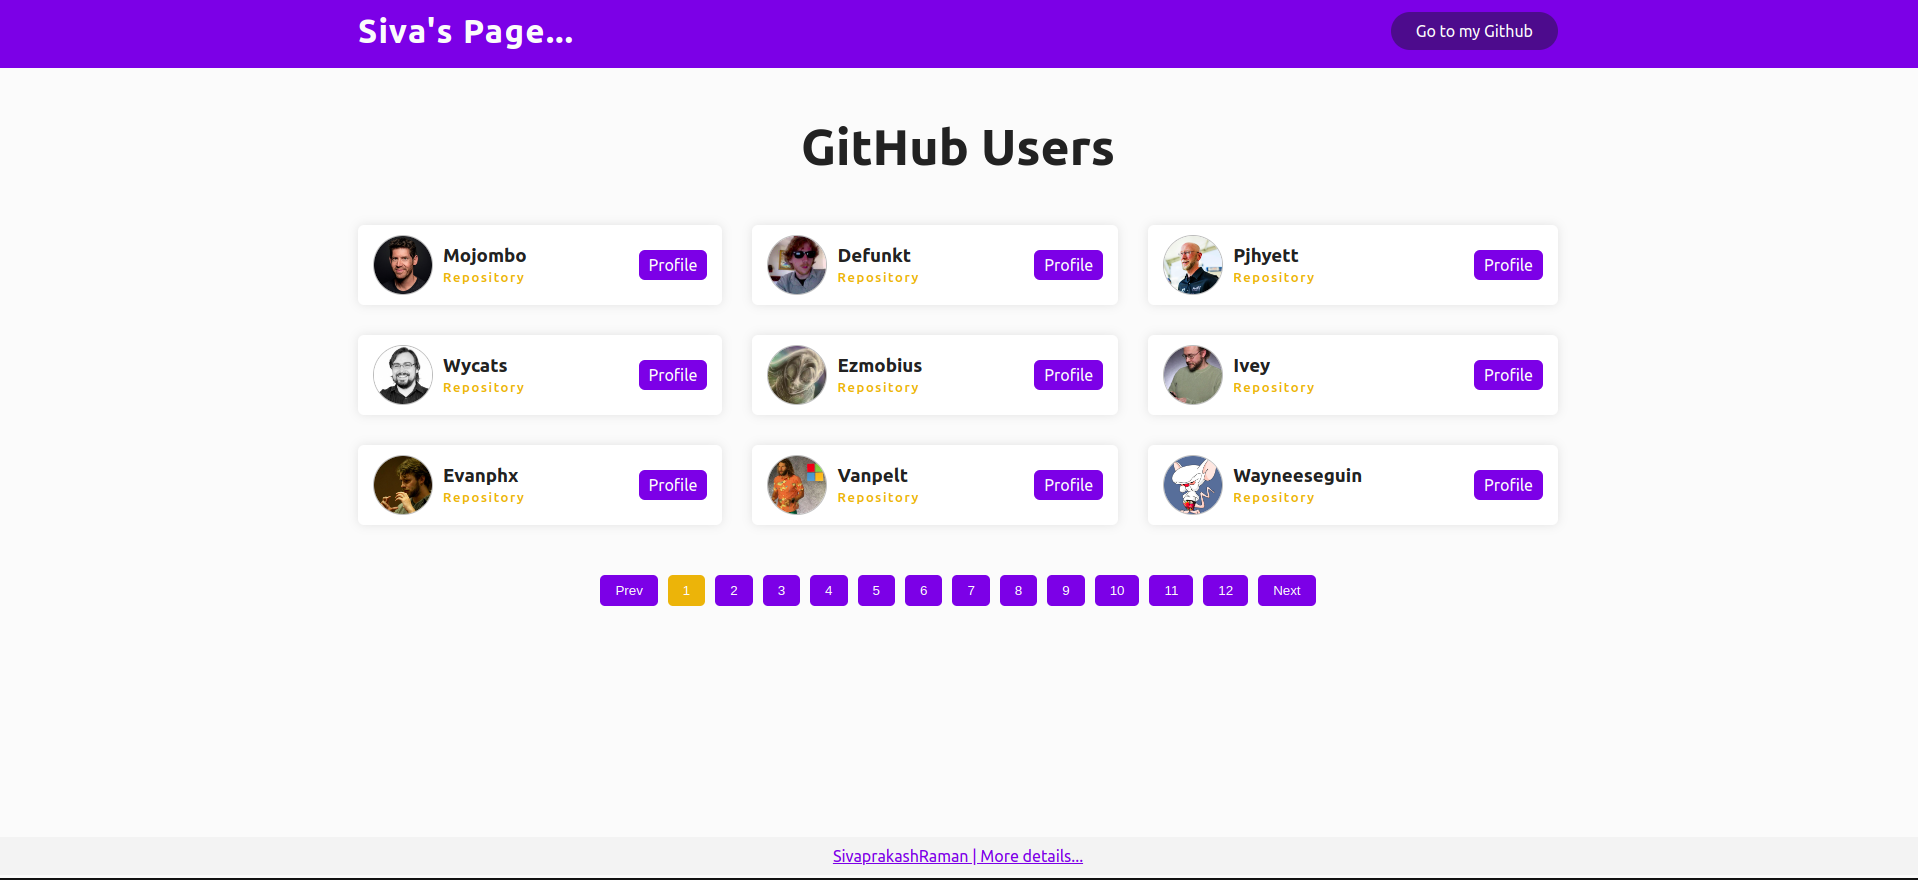 Siva's Page...
Go to my Github
GitHub Users
Mojombo
Repository
Profile
Defunkt
Repository
Profile
Pjhyett
Repository
Profile
Wycats
Repository
Profile
Ezmobius
Repository
Profile
Ivey
Repository
Profile
Evanphx
Repository
Profile
Vanpelt
Repository
Profile
Wayneeseguin
Repository
Profile
Prev 1 2 3 4 5 6 7 8 9 10 11 12 Next
SivaprakashRaman | More details...